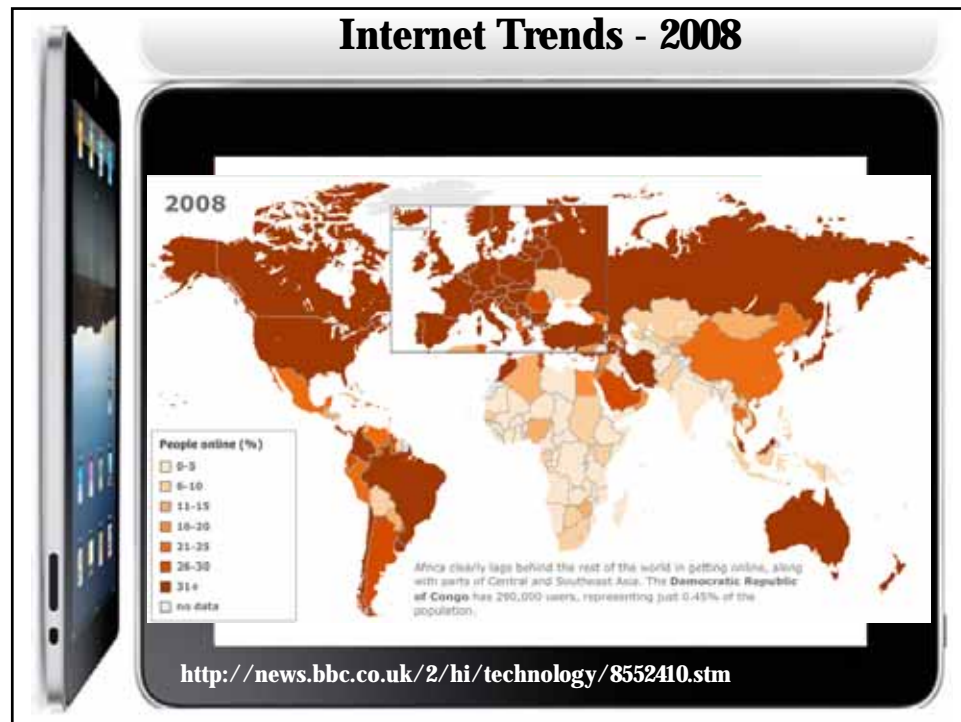 Internet Trends - 2008
2008
People online (%)
0-5
6-10
11-15
16-20
21-25
26-30
31+
no data
Africa clearly lags behind the rest of the world in getting online, along
with parts of Central and Southeast Asia. The Democratic Republic
of Congo has 290,000 users, representing just 0.45% of the
population.
http://news.bbc.co.uk/2/hi/technology/8552410.stm